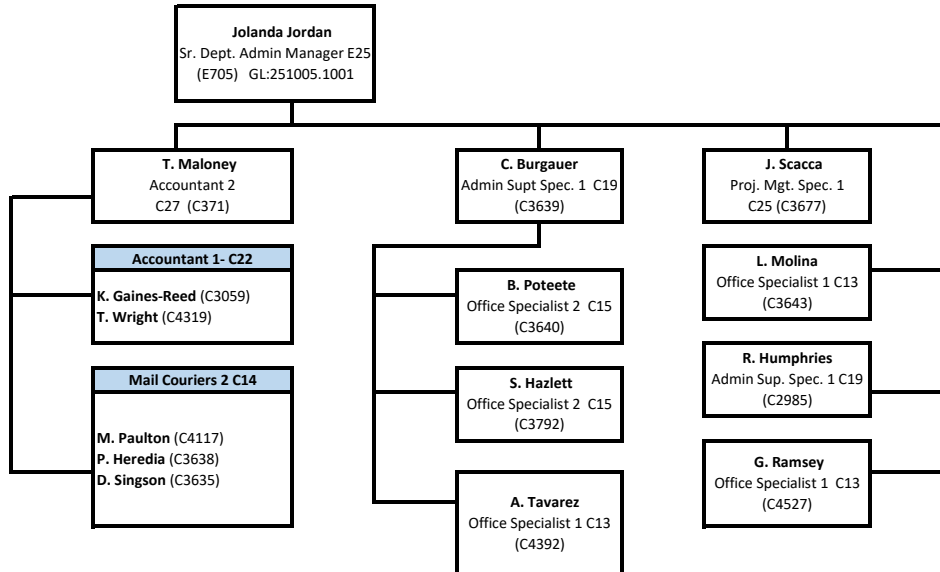 Jolanda Jordan
Sr. Dept. Admin Manager E25
(E705) GL:251005.1001
T. Maloney
Accountant 2
C27 (C371)
Accountant 1- C22
K. Gaines-Reed (C3059)
T. Wright (C4319)
Mail Couriers 2 C14
M. Paulton (C4117)
P. Heredia (C3638)
D. Singson (C3635)
C. Burgauer
Admin Supt Spec. 1 C19
(C3639)
B. Poteete
Office Specialist 2 C15
(C3640)
S. Hazlett
Office Specialist 2 C15
(C3792)
A. Tavarez
Office Specialist 1 C13
(C4392)
J. Scacca
Proj. Mgt. Spec. 1
C25 (C3677)
L. Molina
Office Specialist 1 C13
(C3643)
R. Humphries
Admin Sup. Spec. 1 C19
(C2985)
G. Ramsey
Office Specialist 1 C13
(C4527)